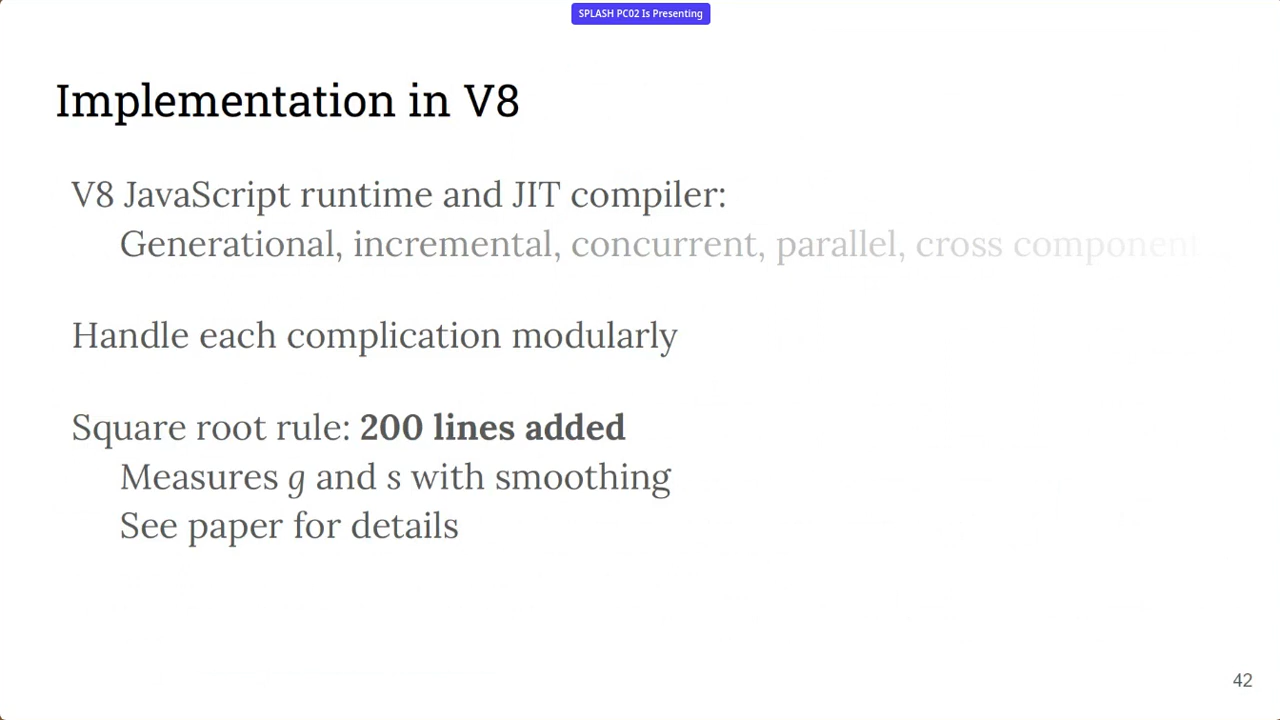 SPLASH PC02 Is Presenting
Implementation in V8
V8 JavaScript runtime and JIT compiler:
Generational, incremental, concurrent, parallel, cross component
Handle each complication modularly
Square root rule: 200 lines added
Measures g and s with smoothing
See paper for details
42